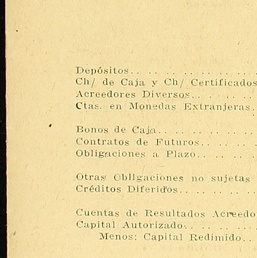 Depósitos. . . . . . . . . . . . .
Ch/ de Caja y Ch/ Certificados
Acreedores Diversos. . . . . . .
Ctas. en Monedas Extranjeras.
Bonos de Caja. . . . . . . . . . .
Contratos de Futuros. . . . . .
Obligaciones a Plazo. . . . . .
Otras Obligaciones no sujetas
Créditos Diferidos. . . . . . . .
Cuentas de Resultados Acreedo
Capital Autorizado. . . . . . .
Menos: Capital Redimido. .